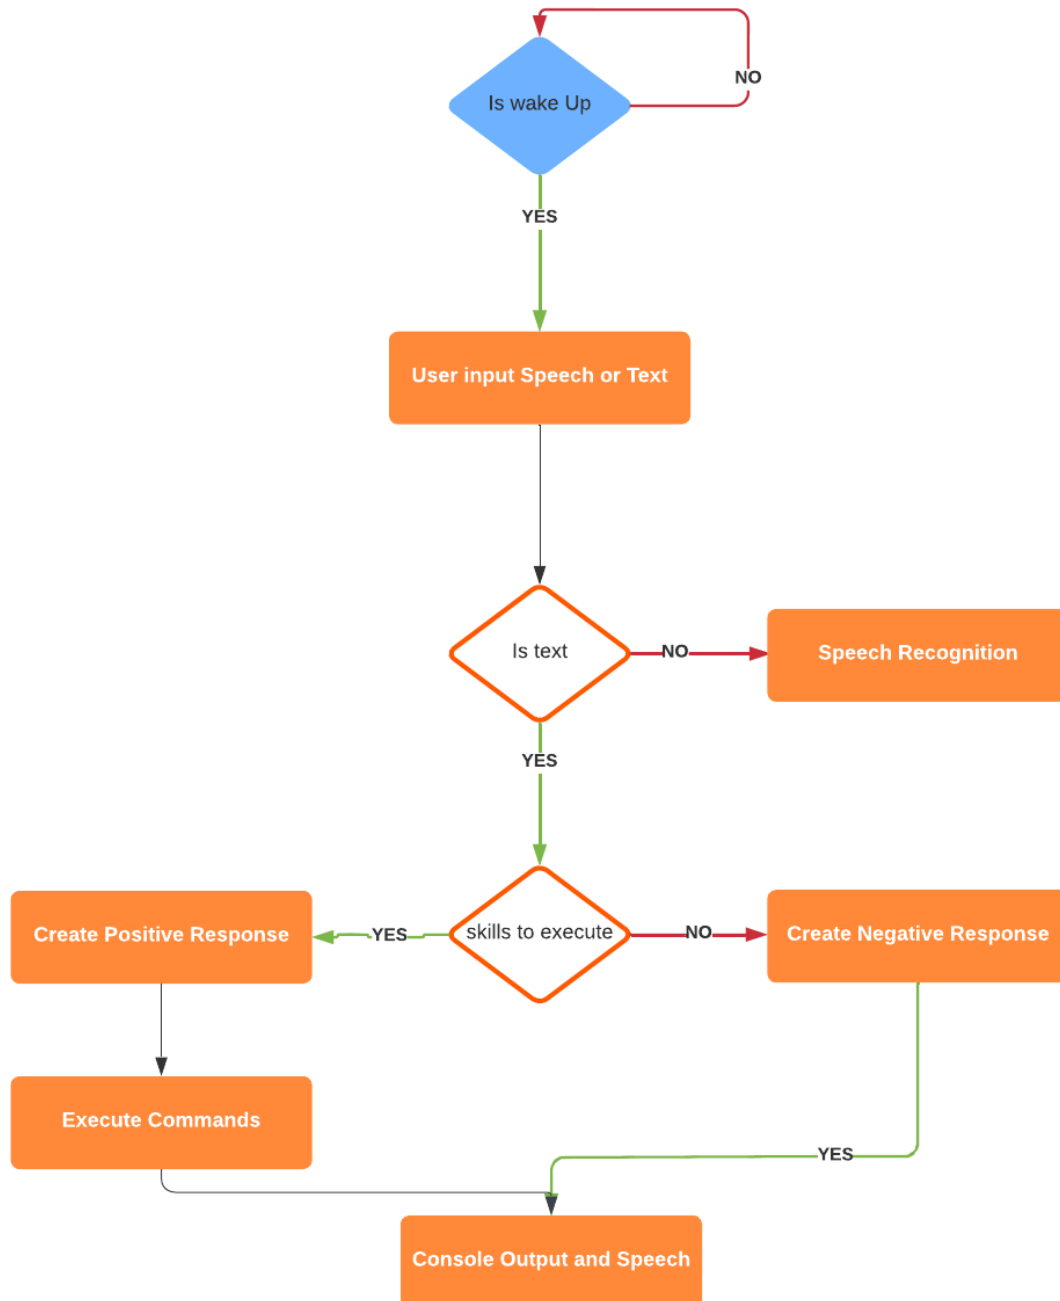 NO
Is wake Up
YES
User input Speech or Text
Is text
NO
Speech Recognition
YES
Create Positive Response
YES
skills to execute
NO
Create Negative Response
Execute Commands
YES
Console Output and Speech